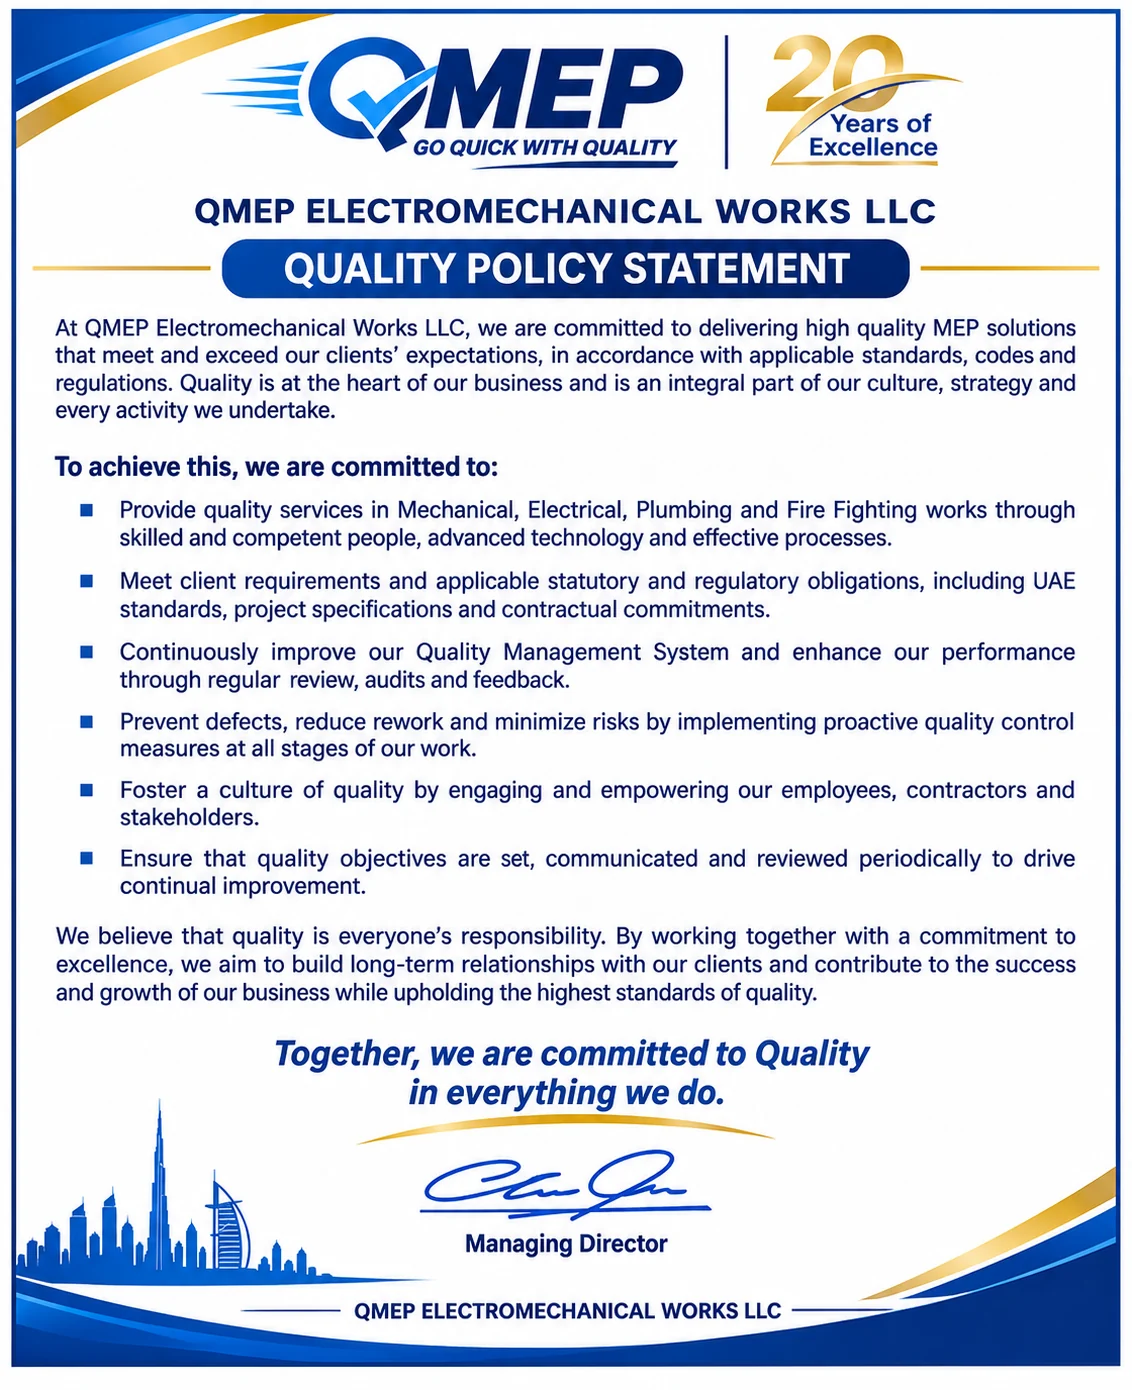 QMEP
GO QUICK WITH QUALITY
20
Years of
Excellence
QMEP ELECTROMECHANICAL WORKS LLC
QUALITY POLICY STATEMENT
At QMEP Electromechanical Works LLC, we are committed to delivering high quality MEP solutions
that meet and exceed our clients’ expectations, in accordance with applicable standards, codes and
regulations. Quality is at the heart of our business and is an integral part of our culture, strategy and
every activity we undertake.
To achieve this, we are committed to:
■ Provide quality services in Mechanical, Electrical, Plumbing and Fire Fighting works through
skilled and competent people, advanced technology and effective processes.
■ Meet client requirements and applicable statutory and regulatory obligations, including UAE
standards, project specifications and contractual commitments.
■ Continuously improve our Quality Management System and enhance our performance
through regular review, audits and feedback.
■ Prevent defects, reduce rework and minimize risks by implementing proactive quality control
measures at all stages of our work.
■ Foster a culture of quality by engaging and empowering our employees, contractors and
stakeholders.
■ Ensure that quality objectives are set, communicated and reviewed periodically to drive
continual improvement.
We believe that quality is everyone’s responsibility. By working together with a commitment to
excellence, we aim to build long-term relationships with our clients and contribute to the success
and growth of our business while upholding the highest standards of quality.
Together, we are committed to Quality
in everything we do.
Managing Director
QMEP ELECTROMECHANICAL WORKS LLC